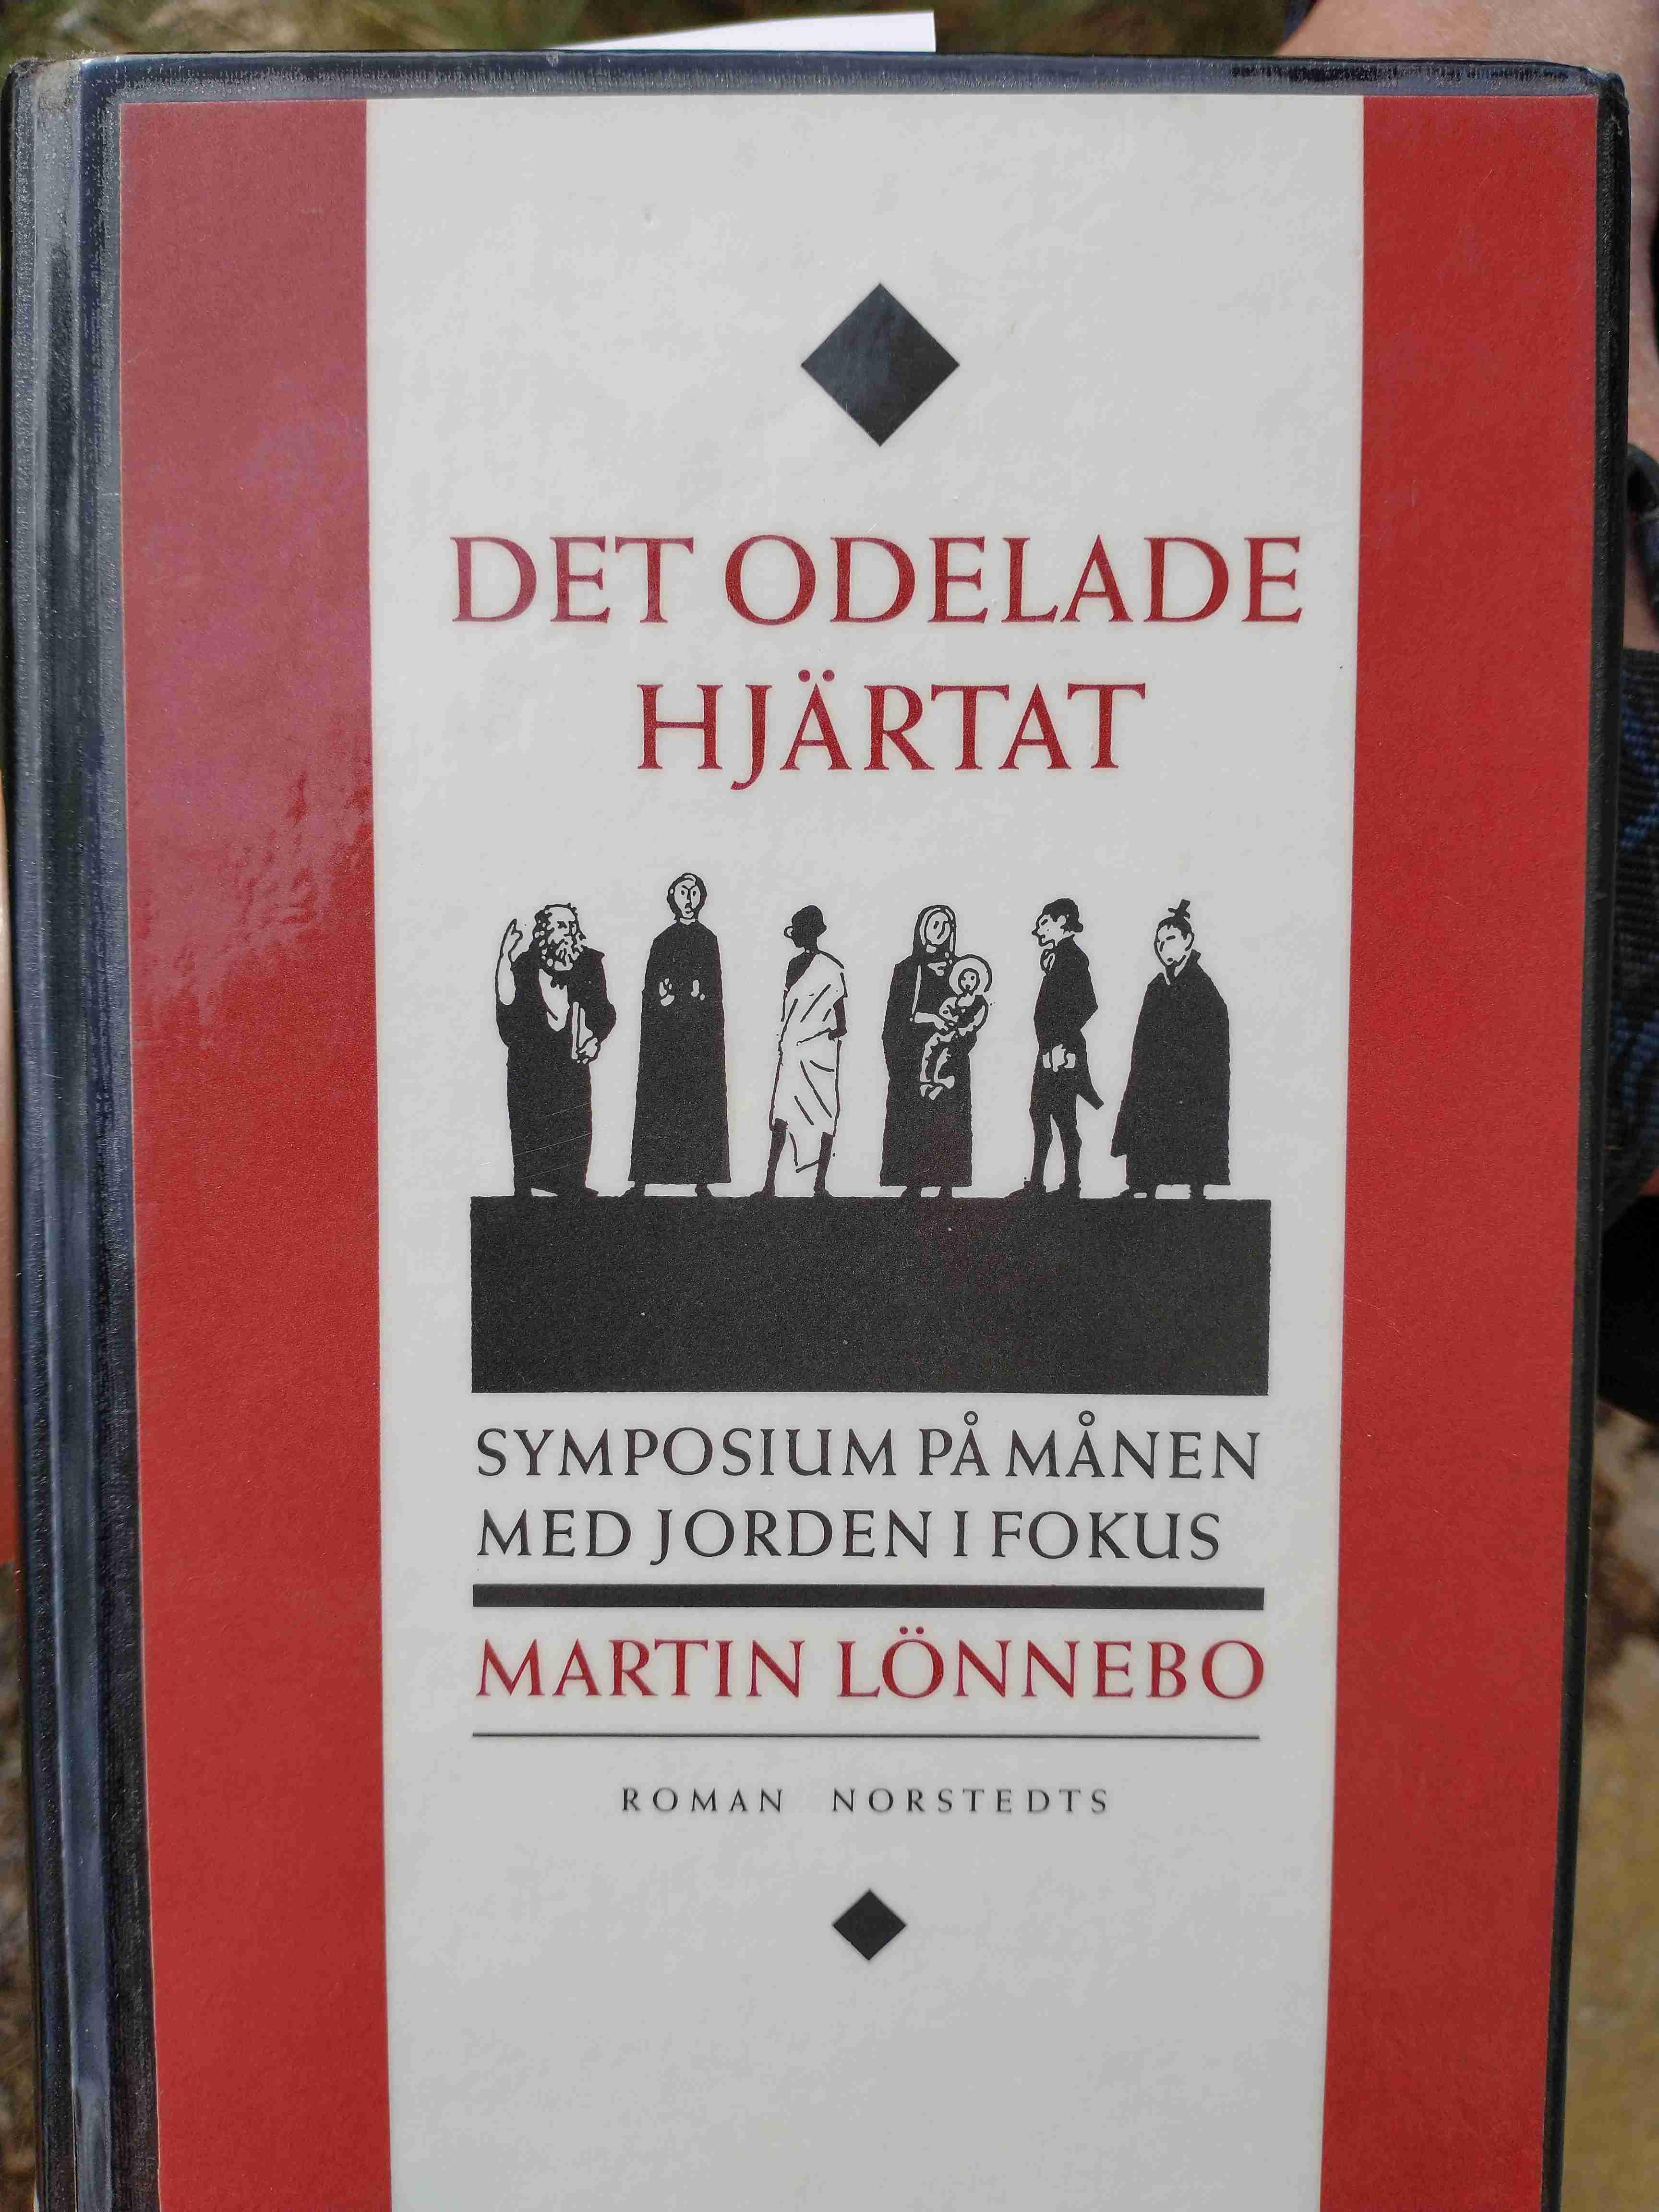 DET ODELADE
HJÄRTAT
SYMPOSIUM PÅ MÅNEN
MED JORDEN I FOKUS
MARTIN LÖNNEBO
ROMAN NORSTEDTS